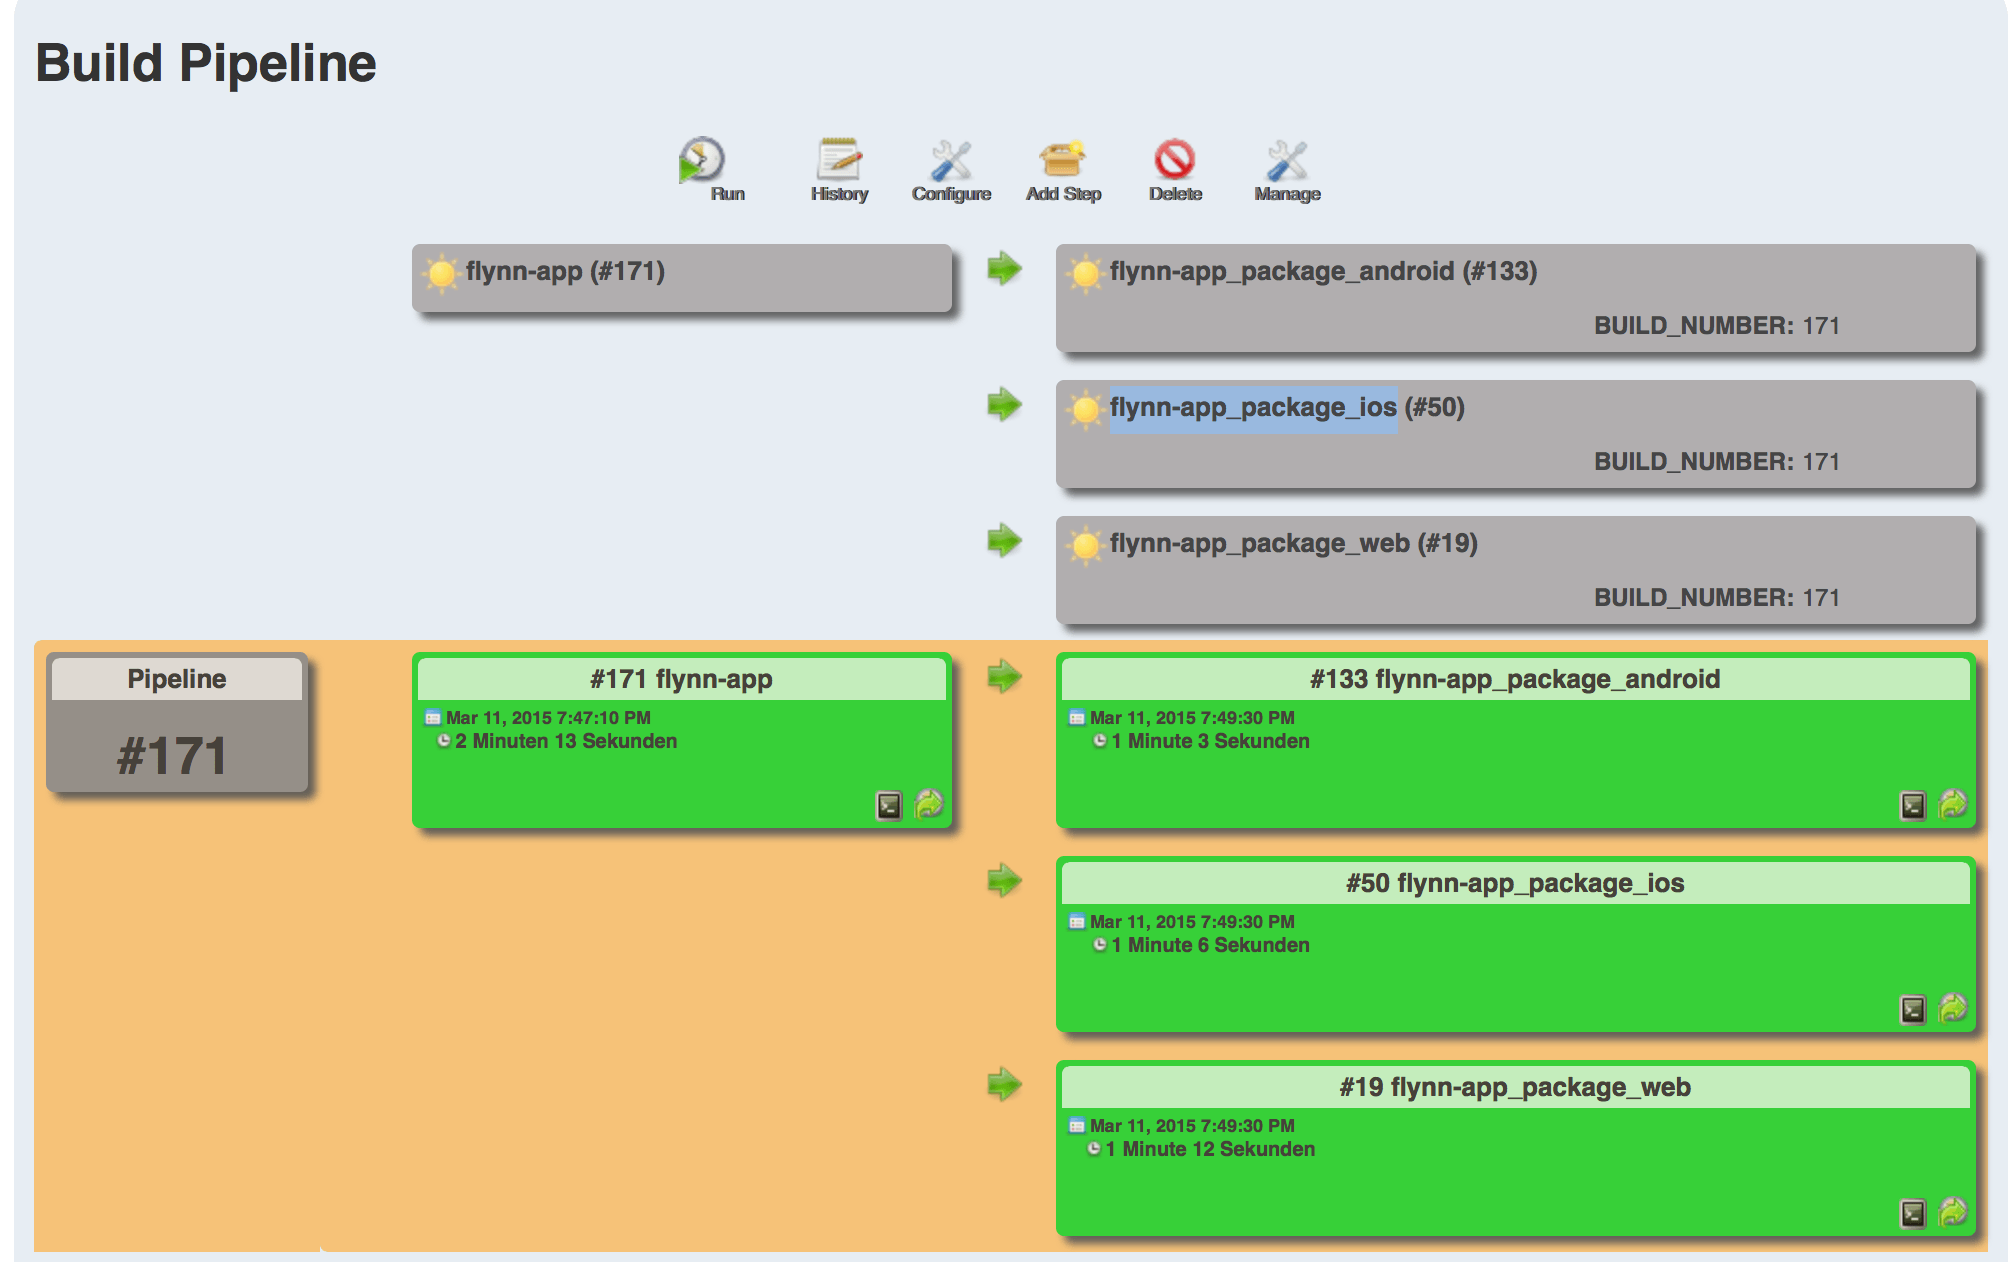 Build Pipeline
Run History Configure Add Step Delete Manage
flynn-app (#171)
flynn-app_package_android (#133)
BUILD_NUMBER: 171
flynn-app_package_ios (#50)
BUILD_NUMBER: 171
flynn-app_package_web (#19)
BUILD_NUMBER: 171
Pipeline
#171
#171 flynn-app
Mar 11, 2015 7:47:10 PM
2 Minuten 13 Sekunden
#133 flynn-app_package_android
Mar 11, 2015 7:49:30 PM
1 Minute 3 Sekunden
#50 flynn-app_package_ios
Mar 11, 2015 7:49:30 PM
1 Minute 6 Sekunden
#19 flynn-app_package_web
Mar 11, 2015 7:49:30 PM
1 Minute 12 Sekunden